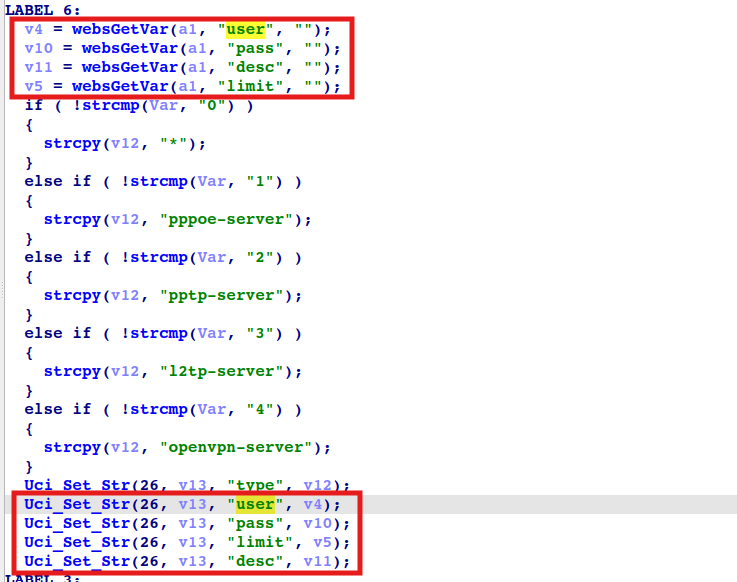 LABEL_6:
v4 = websGetVar(a1, "user", "");
v10 = websGetVar(a1, "pass", "");
v11 = websGetVar(a1, "desc", "");
v5 = websGetVar(a1, "limit", "");
if ( !strcmp(Var, "0") )
{
strcpy(v12, "*");
}
else if ( !strcmp(Var, "1") )
{
strcpy(v12, "pppoe-server");
}
else if ( !strcmp(Var, "2") )
{
strcpy(v12, "pptp-server");
}
else if ( !strcmp(Var, "3") )
{
strcpy(v12, "l2tp-server");
}
else if ( !strcmp(Var, "4") )
{
strcpy(v12, "openvpn-server");
}
Uci_Set_Str(26, v13, "type", v12);
Uci_Set_Str(26, v13, "user", v4);
Uci_Set_Str(26, v13, "pass", v10);
Uci_Set_Str(26, v13, "limit", v5);
Uci_Set_Str(26, v13, "desc", v11);
LABEL_3: